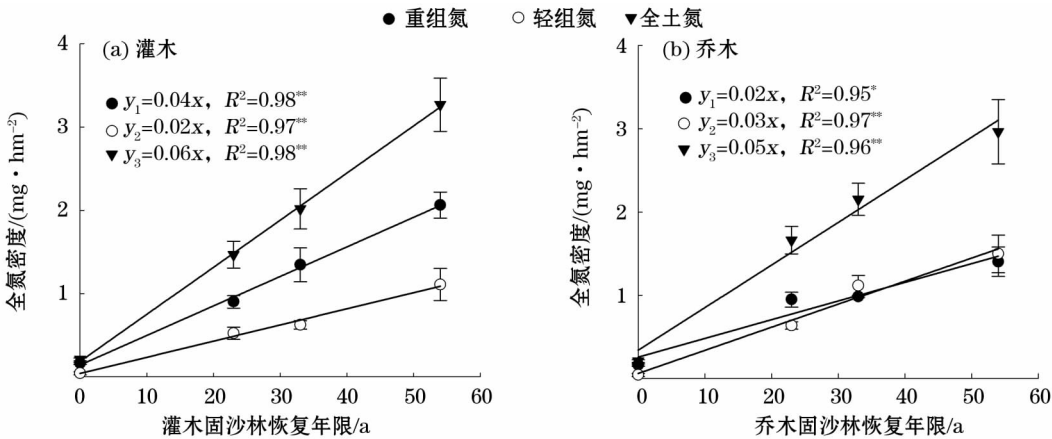 ● 重组氮 ○ 轻组氮 ▼ 全土氮
(a) 灌木
y₁=0.04x, R²=0.98**
y₂=0.02x, R²=0.97**
y₃=0.06x, R²=0.98**
全氮密度/(mg·hm⁻²)
4
3
2
1
0 10 20 30 40 50 60
灌木固沙林恢复年限/a
(b) 乔木
y₁=0.02x, R²=0.95*
y₂=0.03x, R²=0.97**
y₃=0.05x, R²=0.96**
全氮密度/(mg·hm⁻²)
4
3
2
1
0 10 20 30 40 50 60
乔木固沙林恢复年限/a